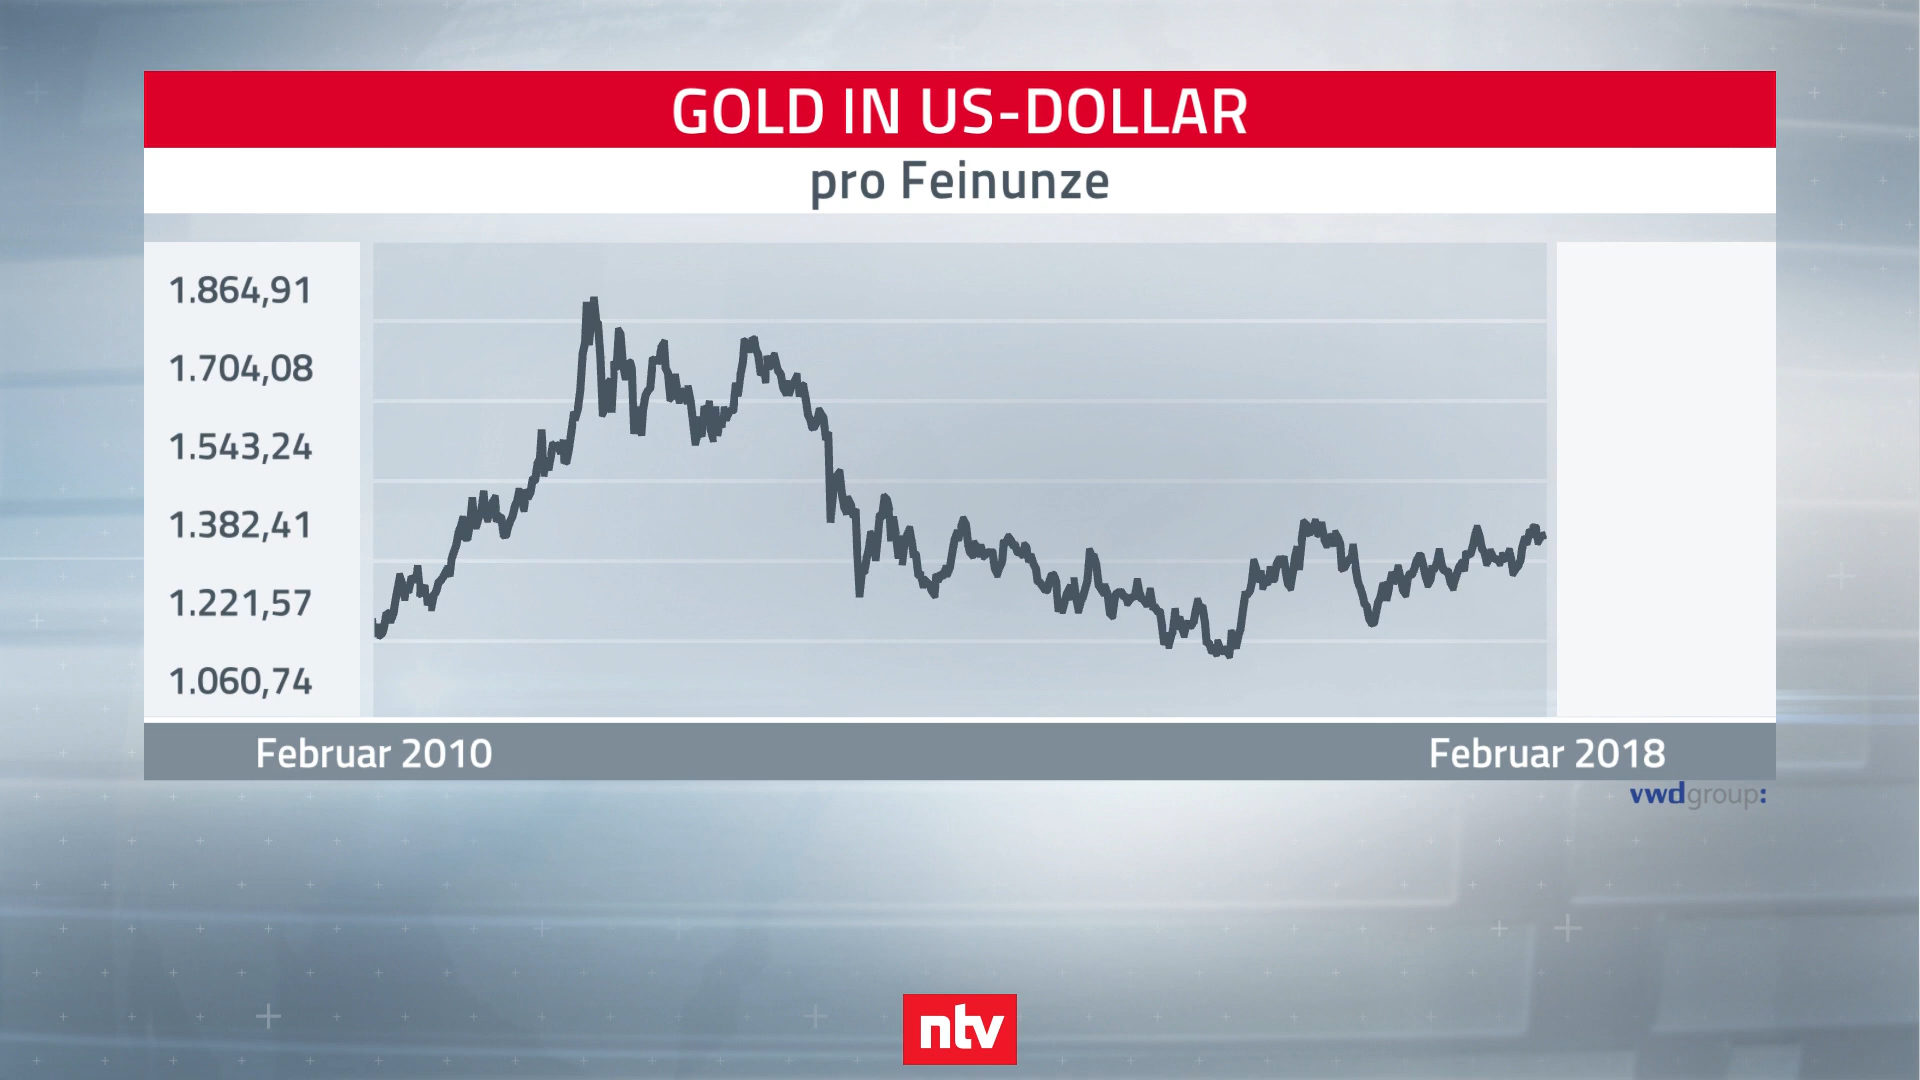 GOLD IN US-DOLLAR
pro Feinunze
1.864,91
1.704,08
1.543,24
1.382,41
1.221,57
1.060,74
Februar 2010
Februar 2018
vwdgroup:
ntv